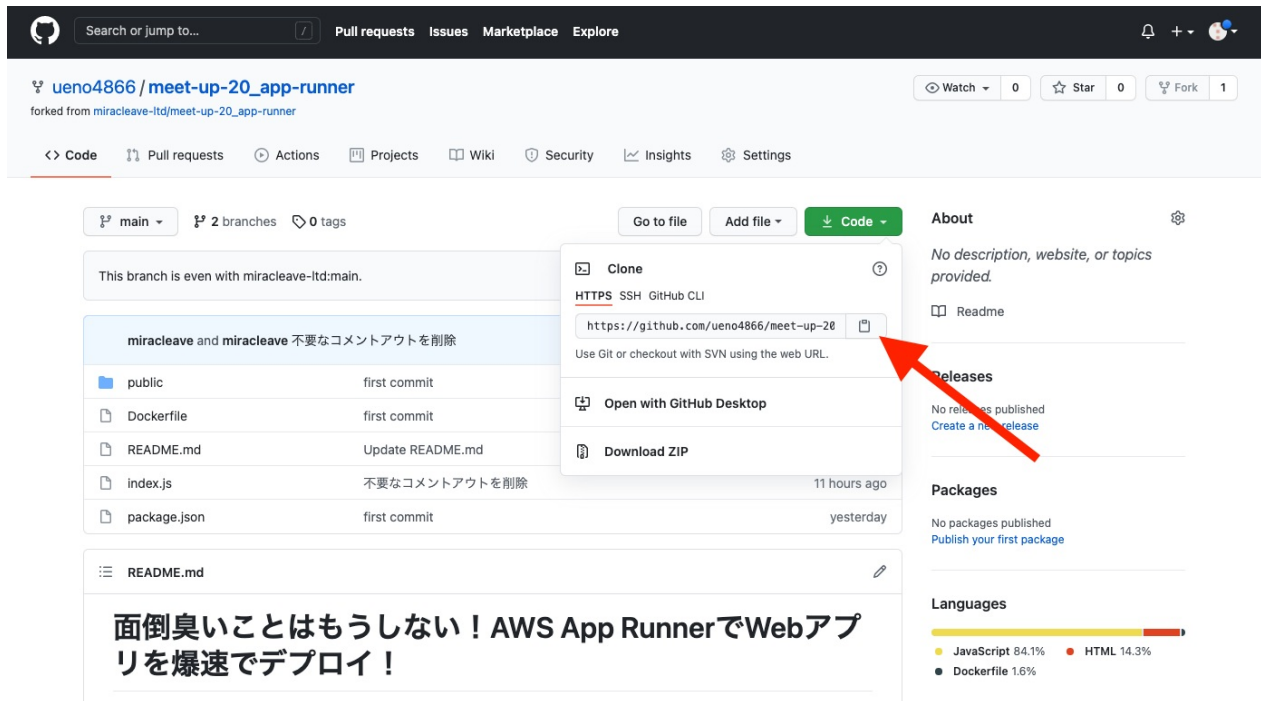 Search or jump to... /
Pull requests Issues Marketplace Explore
ueno4866 / meet-up-20_app-runner
forked from miracleave-ltd/meet-up-20_app-runner
Watch 0 Star 0 Fork 1
Code Pull requests Actions Projects Wiki Security Insights Settings
main 2 branches 0 tags Go to file Add file Code
This branch is even with miracleave-ltd:main.
Clone
HTTPS SSH GitHub CLI
https://github.com/ueno4866/meet-up-20
Use Git or checkout with SVN using the web URL.
Open with GitHub Desktop
Download ZIP
miracleave and miracleave 不要なコメントアウトを削除
public first commit
Dockerfile first commit
README.md Update README.md
index.js 不要なコメントアウトを削除 11 hours ago
package.json first commit yesterday
README.md
面倒臭いことはもうしない！AWS App RunnerでWebアプ
リを爆速でデプロイ！
About
No description, website, or topics
provided.
Readme
Releases
No releases published
Create a new release
Packages
No packages published
Publish your first package
Languages
JavaScript 84.1% HTML 14.3%
Dockerfile 1.6%